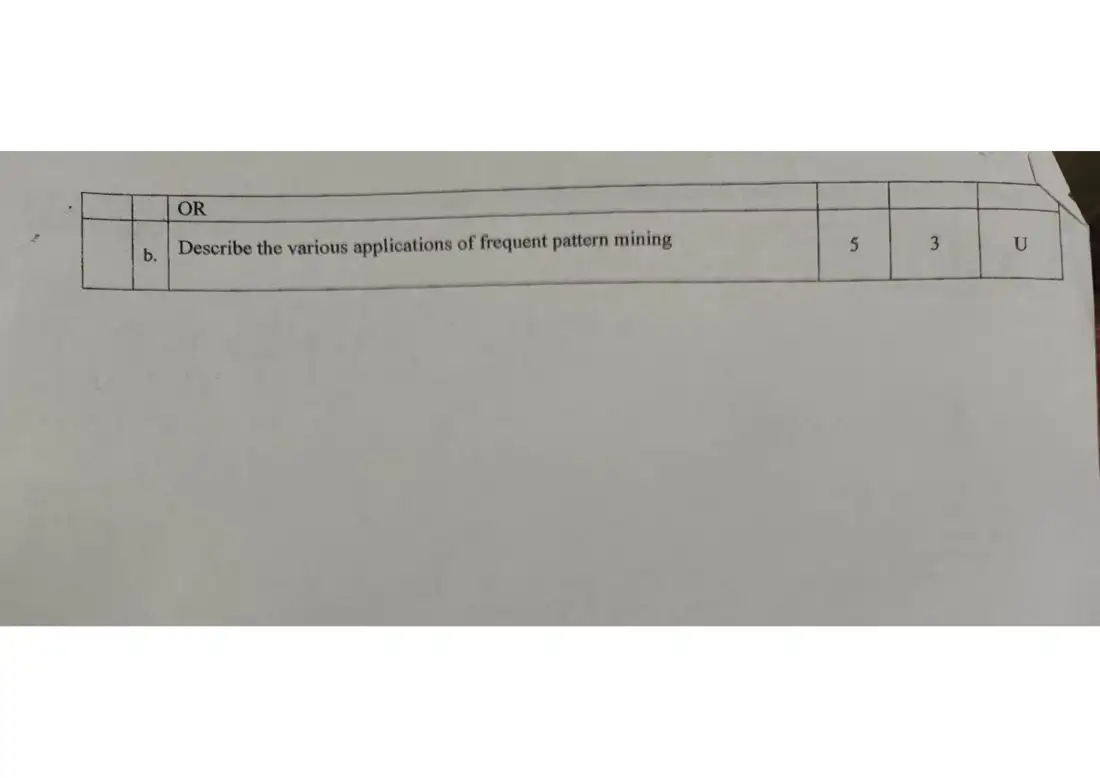 OR
b. Describe the various applications of frequent pattern mining 5 3 U